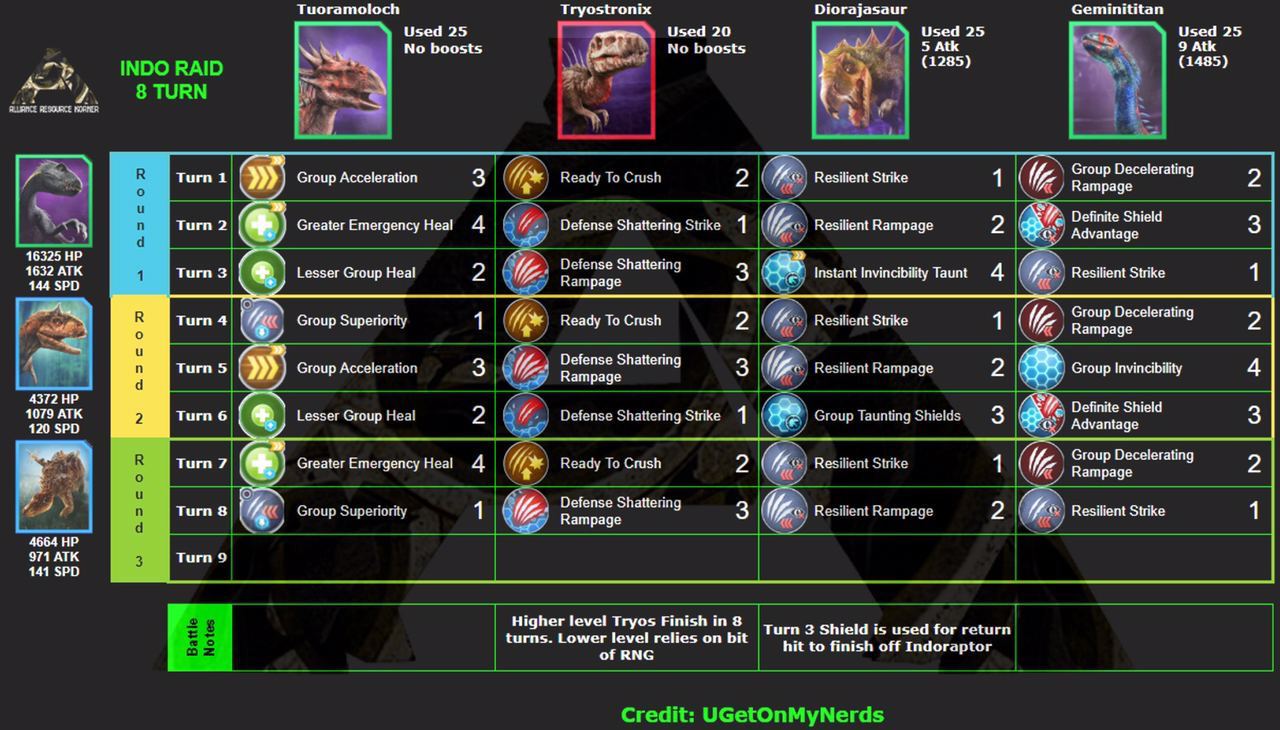 Tuoramoloch
Used 25
No boosts
Tryostronix
Used 20
No boosts
Diorajasaur
Used 25
5 Atk
(1285)
Geminititan
Used 25
9 Atk
(1485)
ALLIANCE RESOURCE KORNER
INDO RAID
8 TURN
16325 HP
1632 ATK
144 SPD
4372 HP
1079 ATK
120 SPD
4664 HP
971 ATK
141 SPD
Round 1
Turn 1
Group Acceleration 3
Ready To Crush 2
Resilient Strike 1
Group Decelerating
Rampage 2
Turn 2
Greater Emergency Heal 4
Defense Shattering Strike 1
Resilient Rampage 2
Definite Shield
Advantage 3
Turn 3
Lesser Group Heal 2
Defense Shattering
Rampage 3
Instant Invincibility Taunt 4
Resilient Strike 1
Round 2
Turn 4
Group Superiority 1
Ready To Crush 2
Resilient Strike 1
Group Decelerating
Rampage 2
Turn 5
Group Acceleration 3
Defense Shattering
Rampage 3
Resilient Rampage 2
Group Invincibility 4
Turn 6
Lesser Group Heal 2
Defense Shattering Strike 1
Group Taunting Shields 3
Definite Shield
Advantage 3
Round 3
Turn 7
Greater Emergency Heal 4
Ready To Crush 2
Resilient Strike 1
Group Decelerating
Rampage 2
Turn 8
Group Superiority 1
Defense Shattering
Rampage 3
Resilient Rampage 2
Resilient Strike 1
Turn 9
Battle
Notes
Higher level Tryos Finish in 8
turns. Lower level relies on bit
of RNG
Turn 3 Shield is used for return
hit to finish off Indoraptor
Credit: UGetOnMyNerds